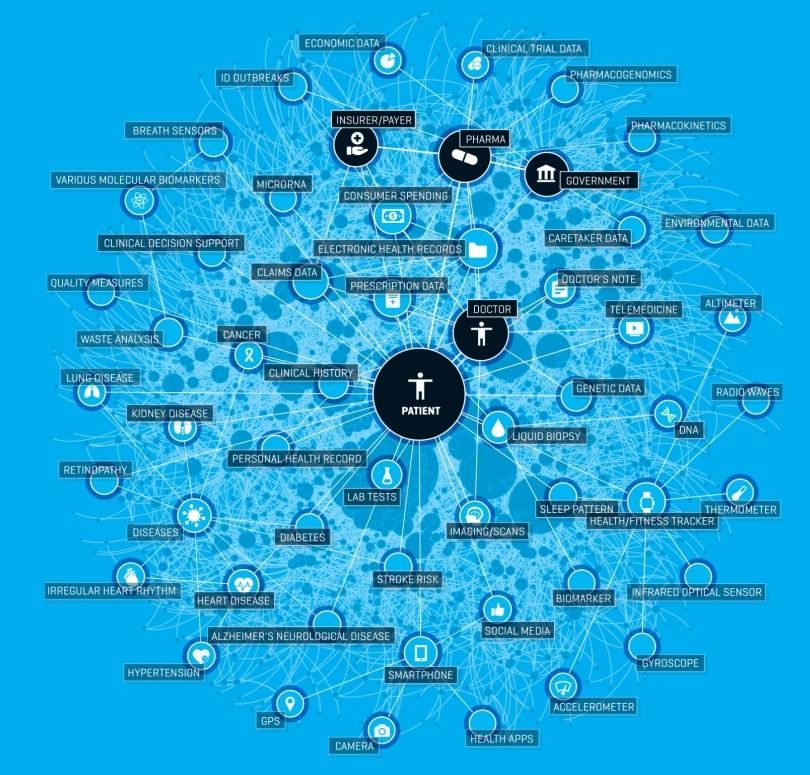 ECONOMIC DATA
CLINICAL TRIAL DATA
ID OUTBREAKS
PHARMACOGENOMICS
INSURER/PAYER
BREATH SENSORS
PHARMA
PHARMACOKINETICS
VARIOUS MOLECULAR BIOMARKERS
MICRORNA
GOVERNMENT
CONSUMER SPENDING
ENVIRONMENTAL DATA
CLINICAL DECISION SUPPORT
ELECTRONIC HEALTH RECORDS
CARETAKER DATA
CLAIMS DATA
DOCTOR'S NOTE
QUALITY MEASURES
PRESCRIPTION DATA
ALTIMETER
DOCTOR
TELEMEDICINE
WASTE ANALYSIS
CANCER
CLINICAL HISTORY
LUNG DISEASE
GENETIC DATA
RADIO WAVES
PATIENT
KIDNEY DISEASE
DNA
LIQUID BIOPSY
PERSONAL HEALTH RECORD
RETINOPATHY
LAB TESTS
SLEEP PATTERN
THERMOMETER
HEALTH/FITNESS TRACKER
DISEASES
IMAGING/SCANS
DIABETES
STROKE RISK
IRREGULAR HEART RHYTHM
INFRARED OPTICAL SENSOR
HEART DISEASE
BIOMARKER
SOCIAL MEDIA
ALZHEIMER'S NEUROLOGICAL DISEASE
GYROSCOPE
HYPERTENSION
SMARTPHONE
ACCELEROMETER
GPS
HEALTH APPS
CAMERA